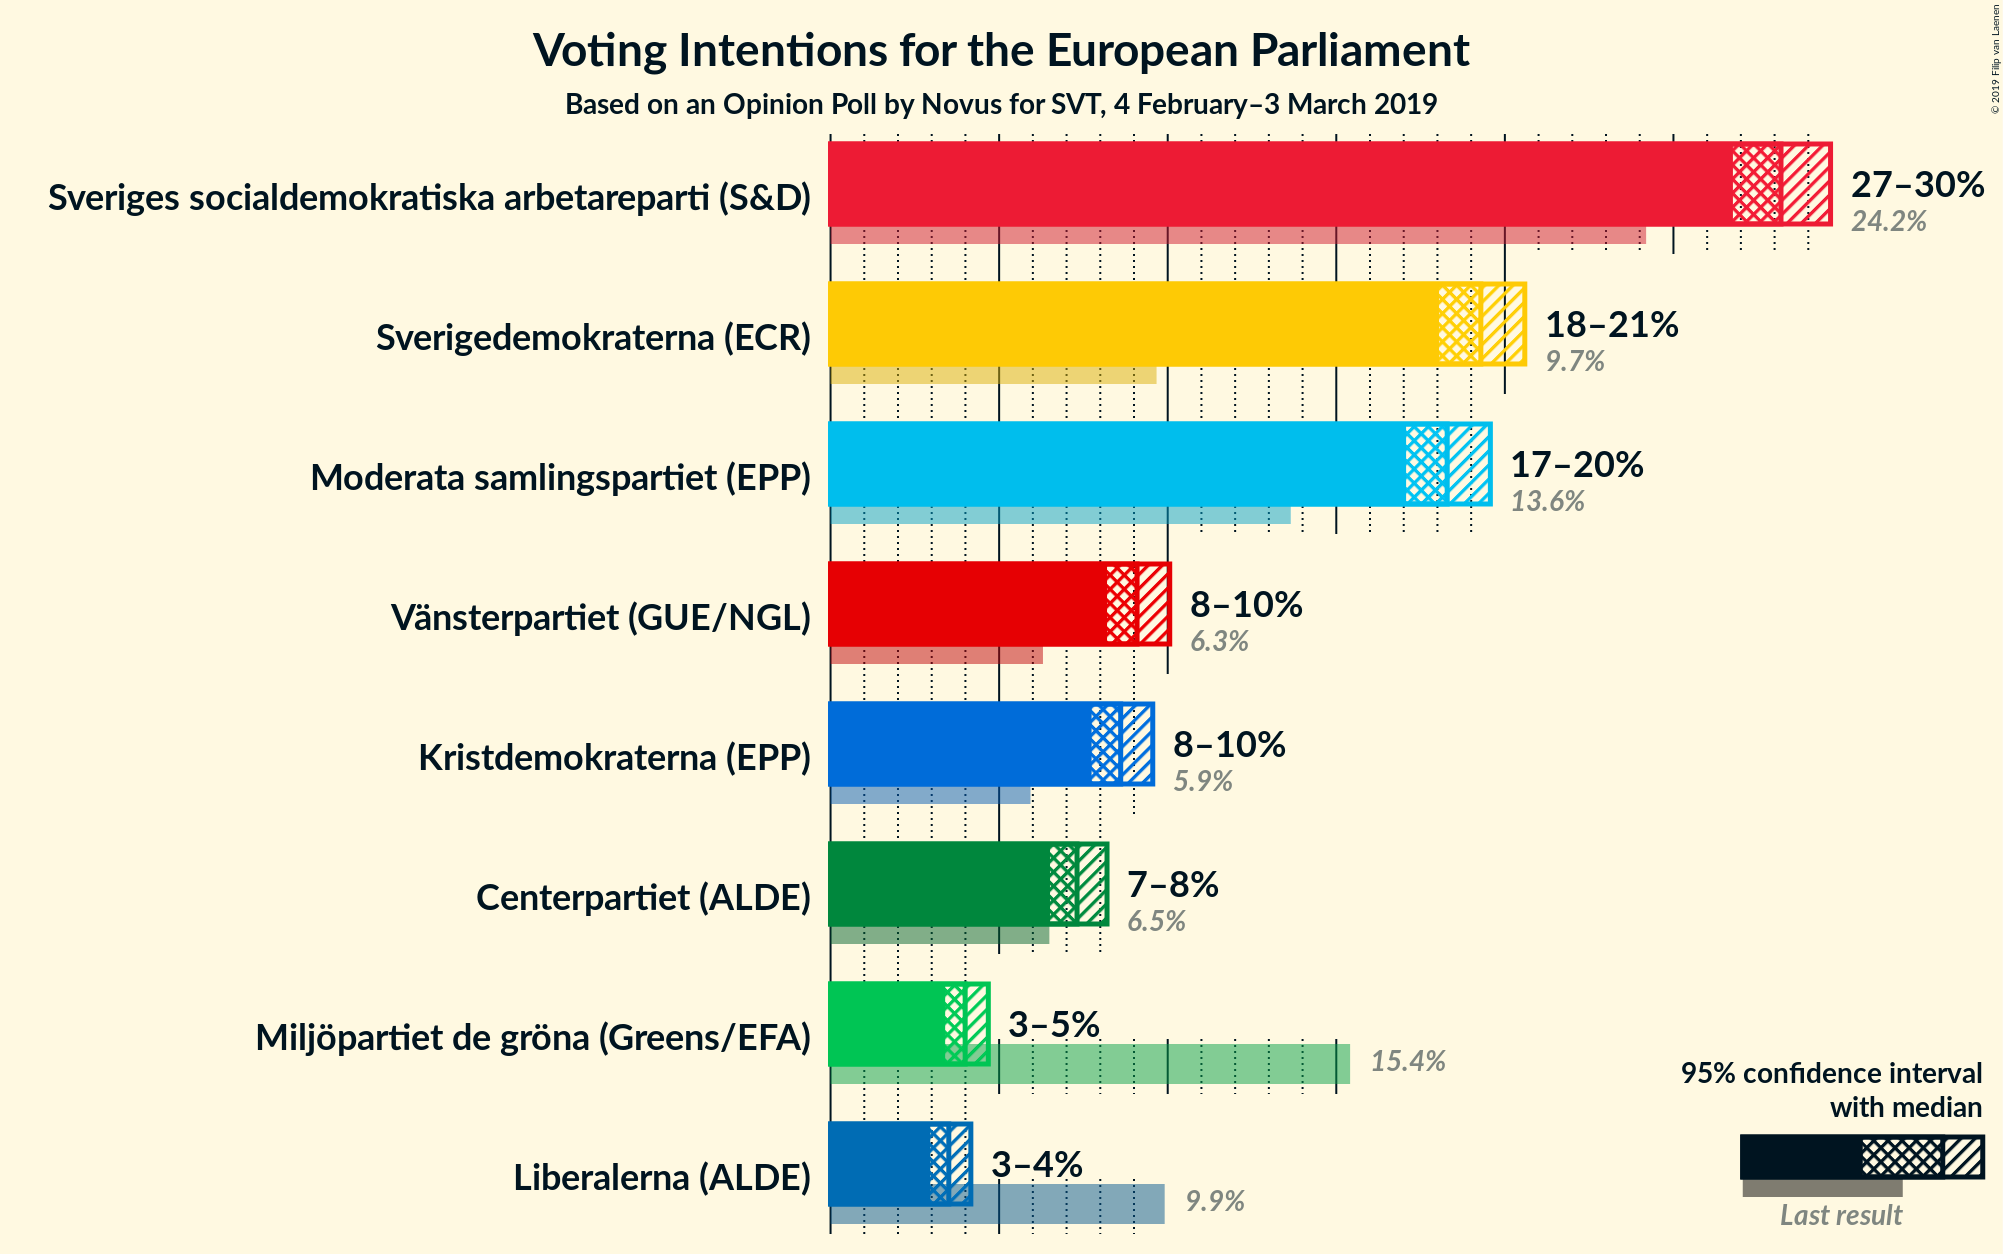 Voting Intentions for the European Parliament
Based on an Opinion Poll by Novus for SVT, 4 February–3 March 2019
© 2019 Filip van Laenen
Sveriges socialdemokratiska arbetareparti (S&D)
27–30%
24.2%
Sverigedemokraterna (ECR)
18–21%
9.7%
Moderata samlingspartiet (EPP)
17–20%
13.6%
Vänsterpartiet (GUE/NGL)
8–10%
6.3%
Kristdemokraterna (EPP)
8–10%
5.9%
Centerpartiet (ALDE)
7–8%
6.5%
Miljöpartiet de gröna (Greens/EFA)
3–5%
15.4%
Liberalerna (ALDE)
3–4%
9.9%
95% confidence interval
with median
Last result